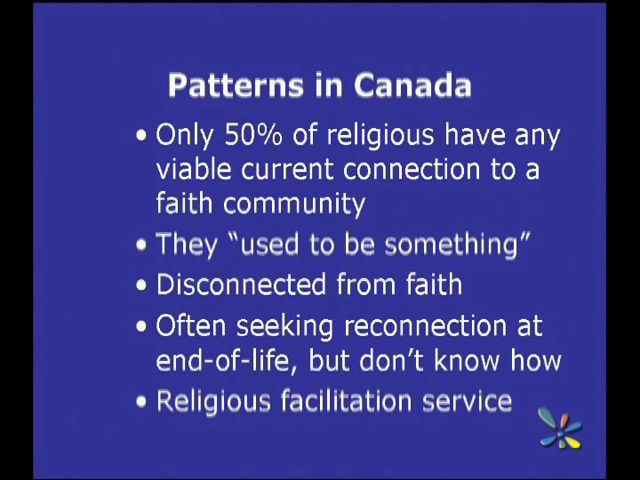 Patterns in Canada
• Only 50% of religious have any
viable current connection to a
faith community
• They “used to be something”
• Disconnected from faith
• Often seeking reconnection at
end-of-life, but don’t know how
• Religious facilitation service